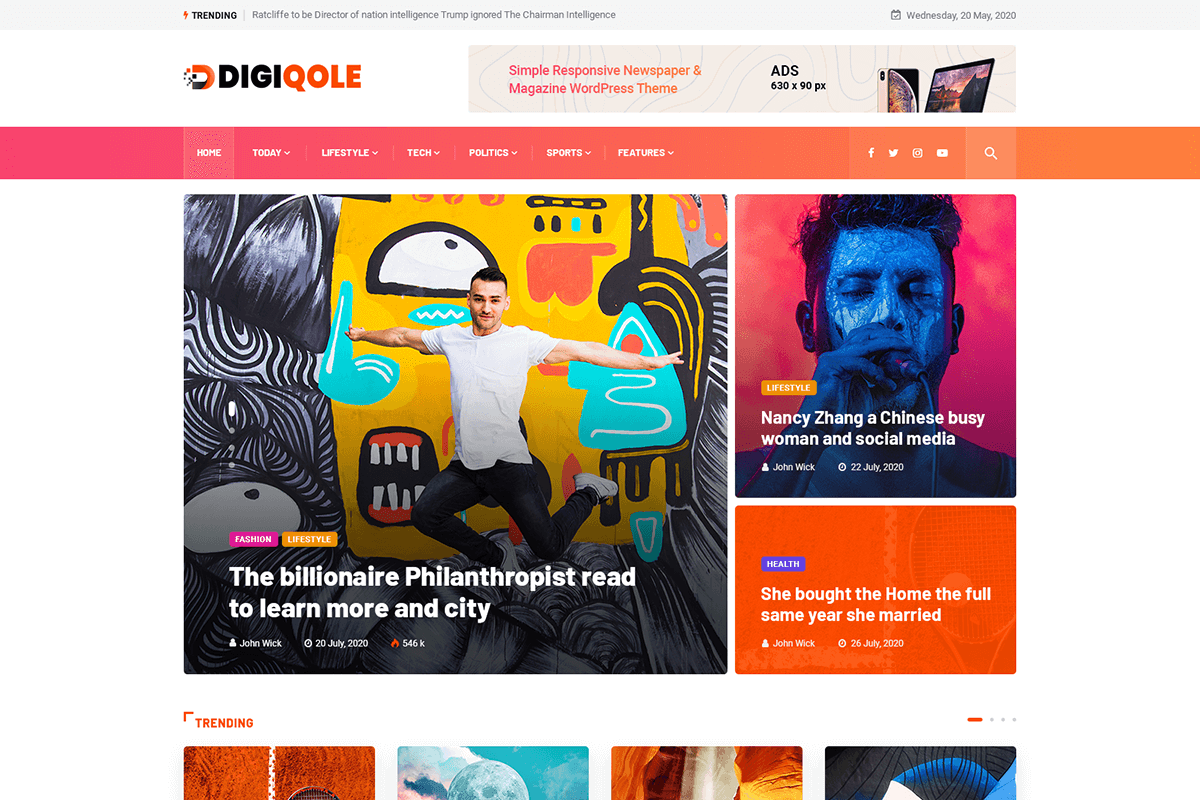 TRENDING
Ratcliffe to be Director of nation intelligence Trump ignored The Chairman Intelligence
Wednesday, 20 May, 2020
DIGIQOLE
Simple Responsive Newspaper &
Magazine WordPress Theme
ADS
630 x 90 px
HOME
TODAY
LIFESTYLE
TECH
POLITICS
SPORTS
FEATURES
FASHION
LIFESTYLE
The billionaire Philanthropist read
to learn more and city
John Wick
20 July, 2020
546 k
LIFESTYLE
Nancy Zhang a Chinese busy
woman and social media
John Wick
22 July, 2020
HEALTH
She bought the Home the full
same year she married
John Wick
26 July, 2020
TRENDING